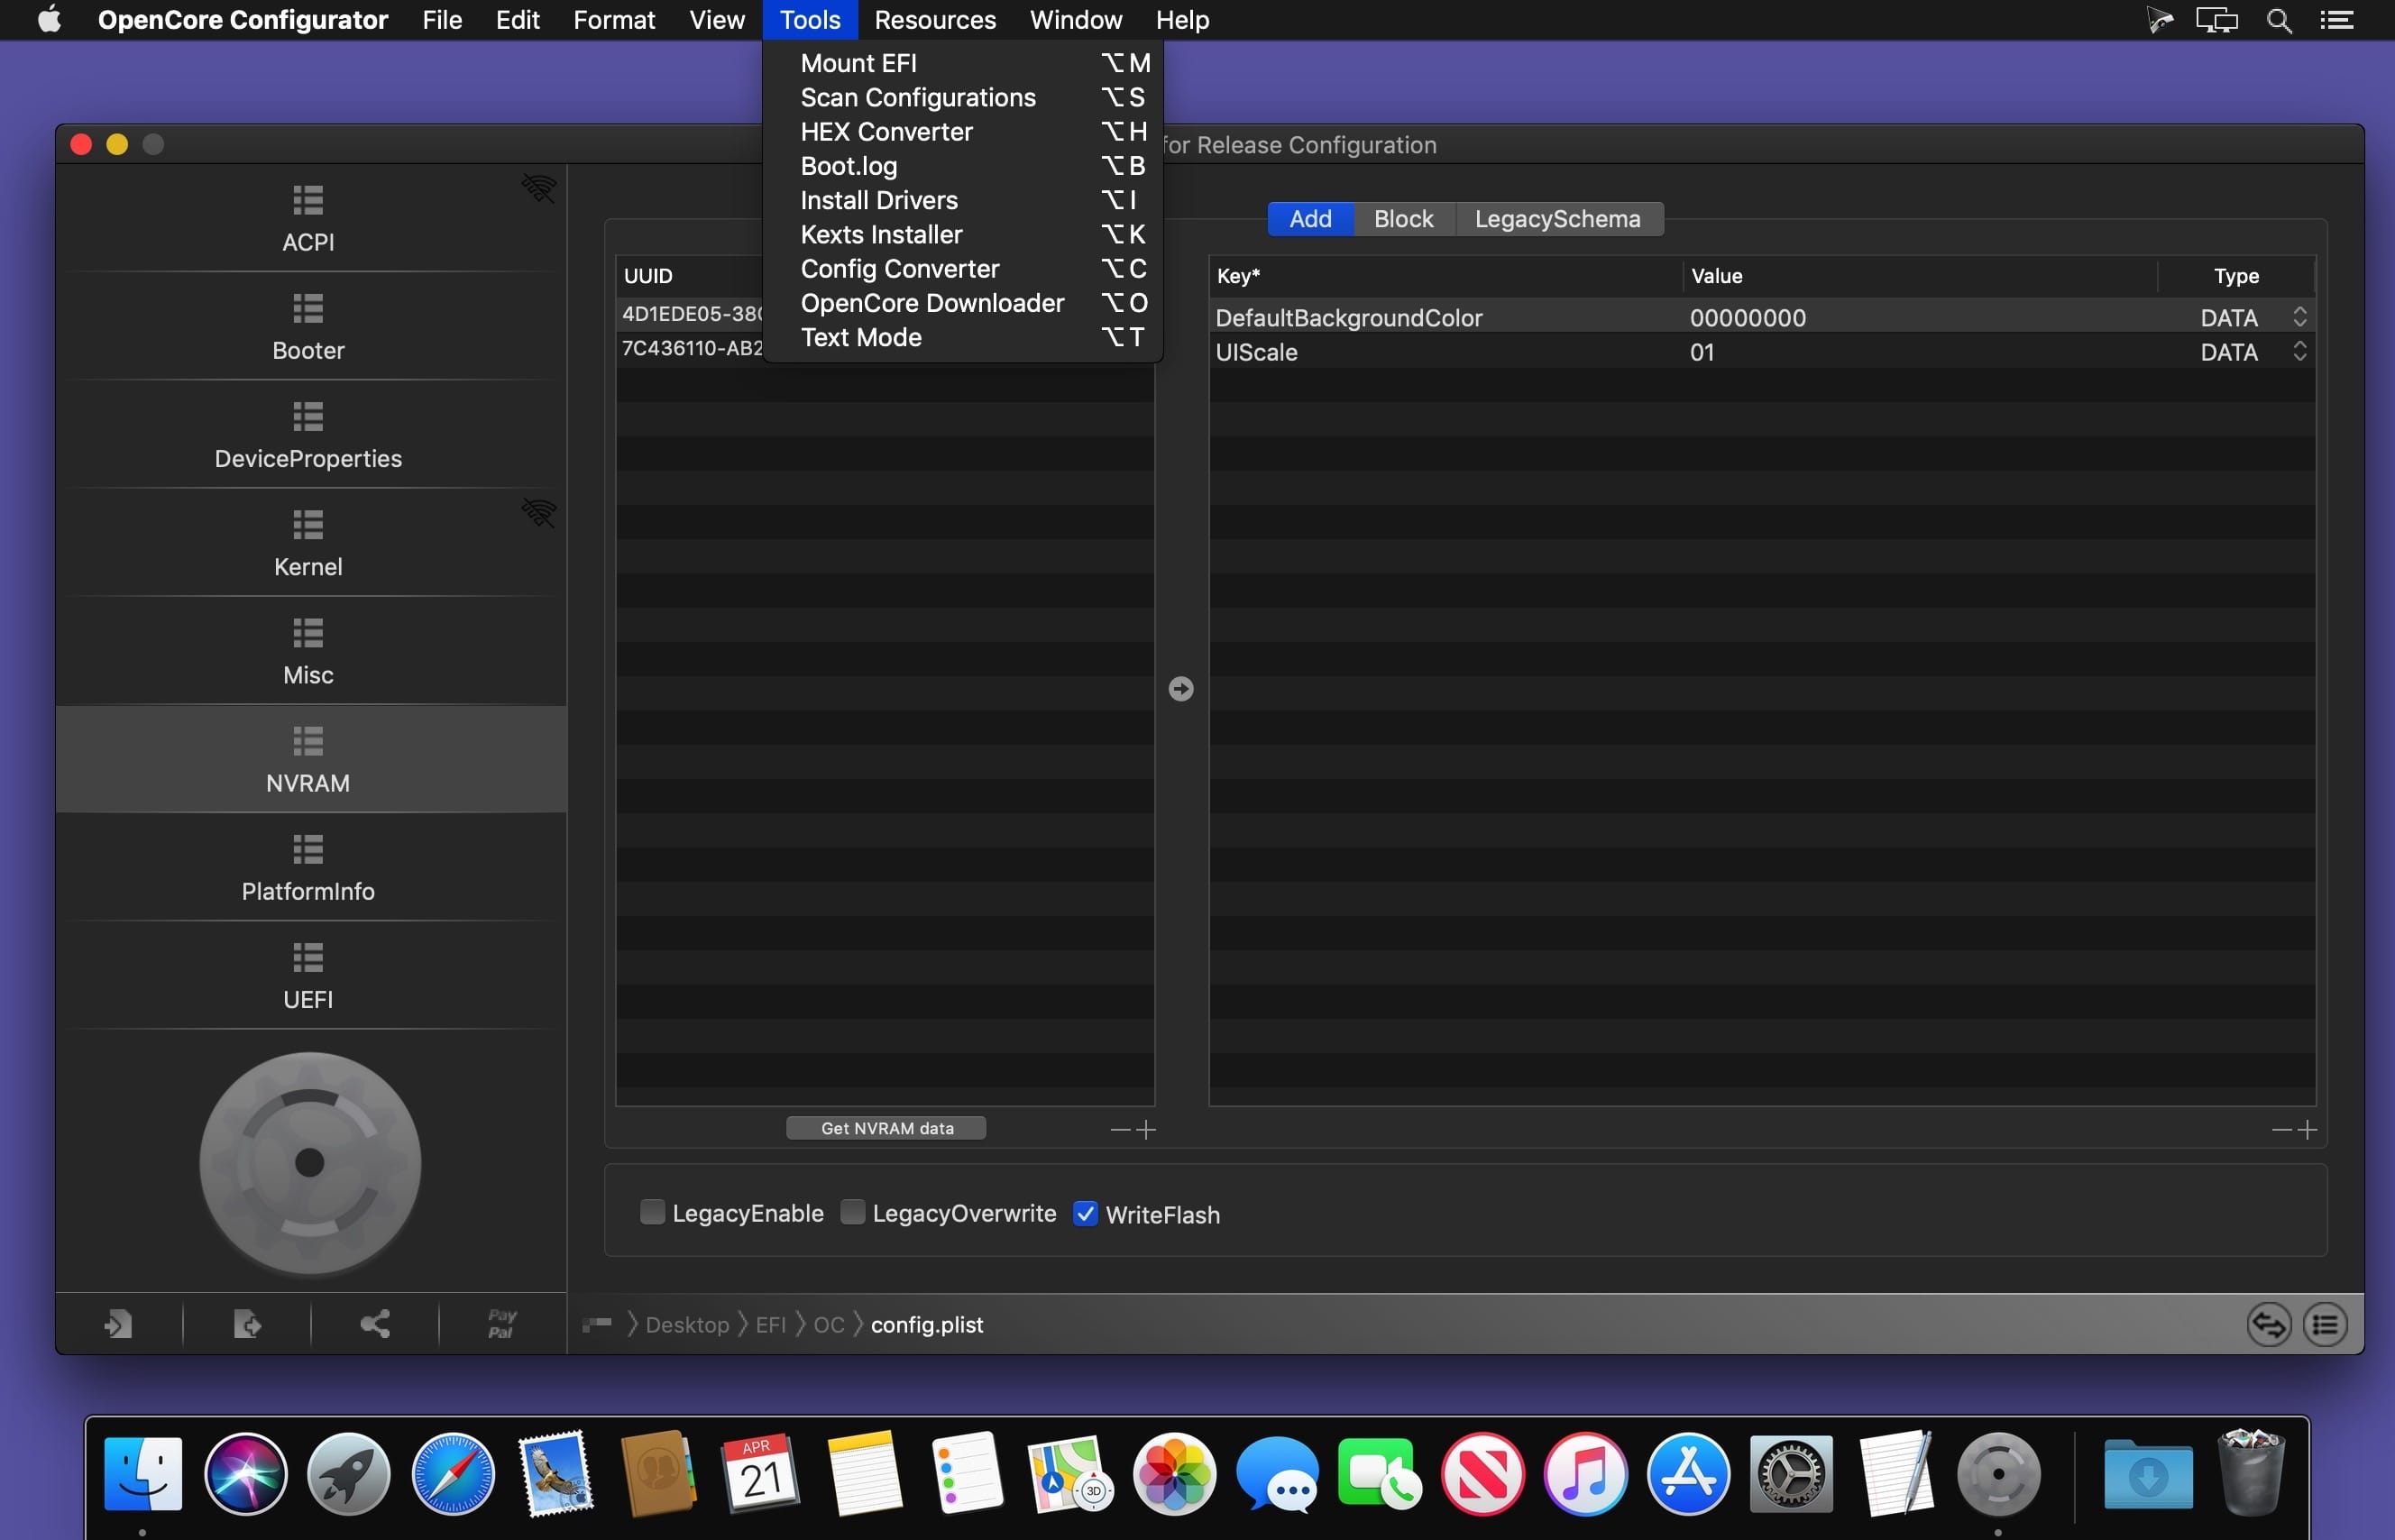 OpenCore Configurator File Edit Format View Tools Resources Window Help
Mount EFI ⌥M
Scan Configurations ⌥S
HEX Converter ⌥H
Boot.log ⌥B
Install Drivers ⌥I
Kexts Installer ⌥K
Config Converter ⌥C
OpenCore Downloader ⌥O
Text Mode ⌥T
for Release Configuration
ACPI
Booter
DeviceProperties
Kernel
Misc
NVRAM
PlatformInfo
UEFI
Add Block LegacySchema
UUID
4D1EDE05-38
7C436110-AB2
Key* Value Type
DefaultBackgroundColor 00000000 DATA
UIScale 01 DATA
Get NVRAM data
LegacyEnable LegacyOverwrite WriteFlash
Pay
Pal
Desktop EFI OC config.plist
APR
21
3D